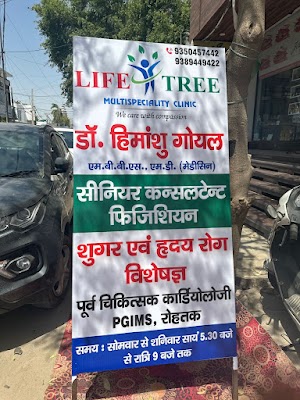 9350457442
9389449422
LIFE TREE
MULTISPECIALITY CLINIC
We care with compassion
डॉ. हिमांशु गोयल
एम.बी.बी.एस., एम.डी. (मेडीसिन)
सीनियर कन्सलटेन्ट
फिजिशियन
शुगर एवं हृदय रोग
विशेषज्ञ
पूर्व चिकित्सक कार्डियोलोजी
PGIMS, रोहतक
समय : सोमवार से शनिवार सायं 5.30 बजे
से रात्रि 9 बजे तक